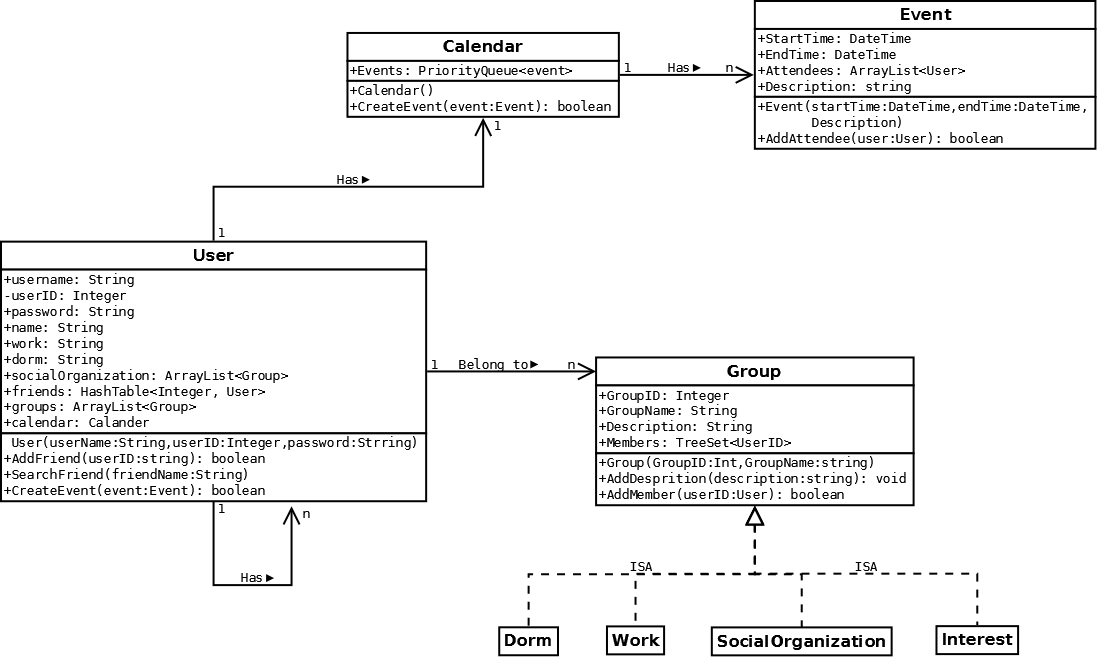 Event
+StartTime: DateTime
+EndTime: DateTime
+Attendees: ArrayList<User>
+Description: string
+Event(startTime:DateTime,endTime:DateTime,
Description)
+AddAttendee(user:User): boolean
Calendar
+Events: PriorityQueue<event>
+Calendar()
+CreateEvent(event:Event): boolean
1 Has► n
1
Has►
1
User
+username: String
-userID: Integer
+password: String
+name: String
+work: String
+dorm: String
+socialOrganization: ArrayList<Group>
+friends: HashTable<Integer, User>
+groups: ArrayList<Group>
+calendar: Calander
User(userName:String,userID:Integer,password:Strring)
+AddFriend(userID:string): boolean
+SearchFriend(friendName:String)
+CreateEvent(event:Event): boolean
1 Belong to► n
Group
+GroupID: Integer
+GroupName: String
+Description: String
+Members: TreeSet<UserID>
+Group(GroupID:Int,GroupName:string)
+AddDesprition(description:string): void
+AddMember(userID:User): boolean
1
n
Has►
ISA ISA
Dorm Work SocialOrganization Interest